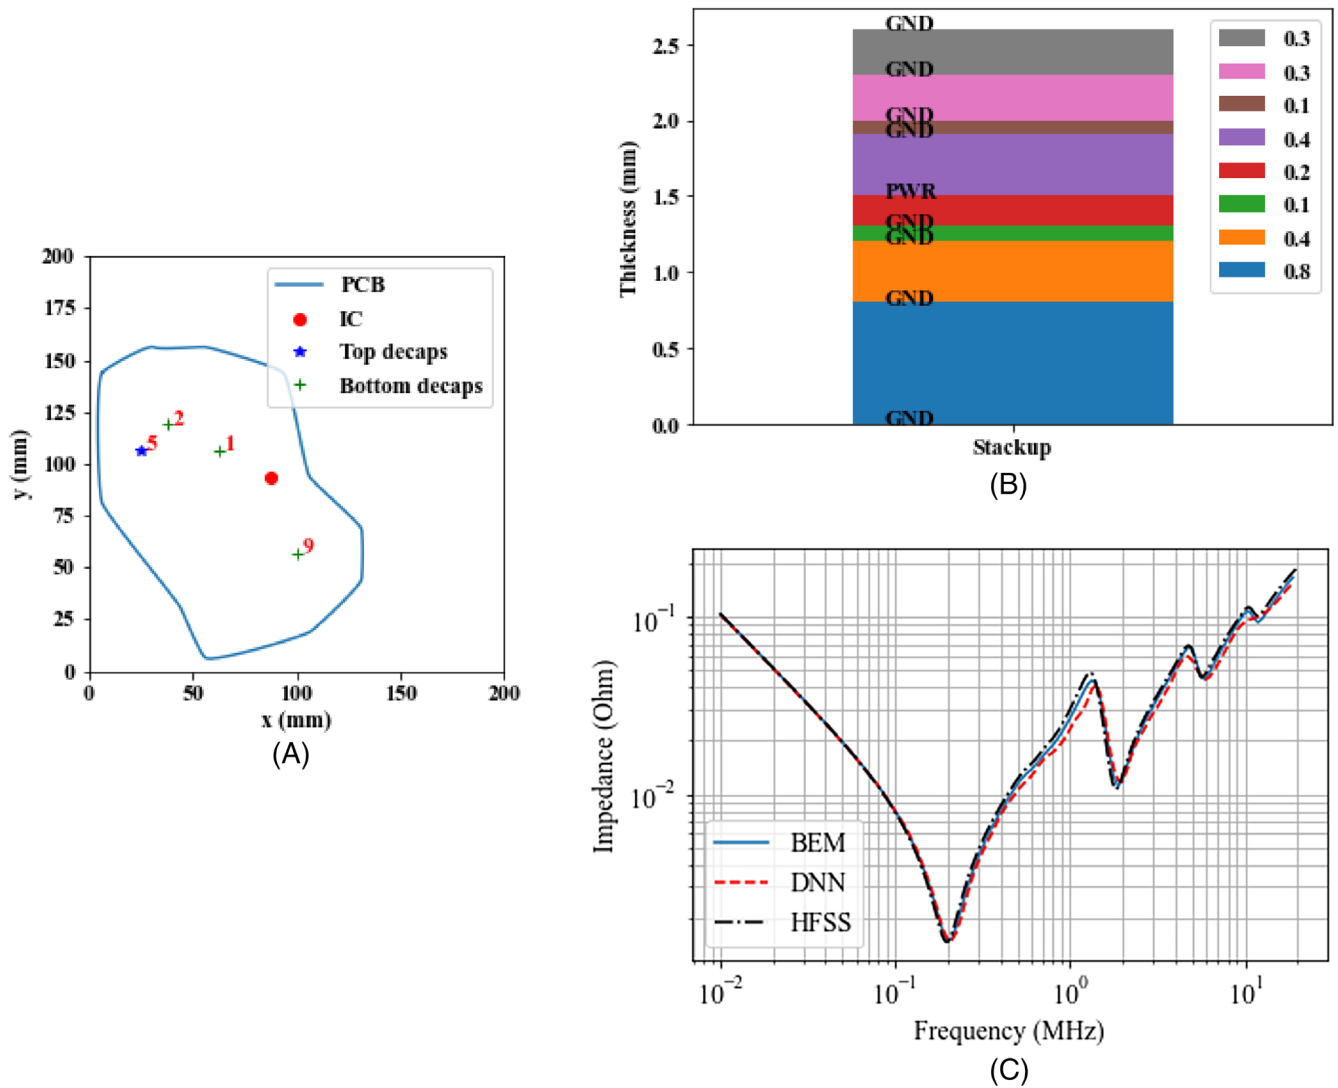 200
175
150
125
100
75
50
25
0
y (mm)
PCB
IC
Top decaps
Bottom decaps
2
5
1
9
0
50
100
150
200
x (mm)
(A)
2.5
2.0
1.5
1.0
0.5
0.0
Thickness (mm)
GND
GND
GND
GND
PWR
GND
GND
GND
GND
0.3
0.3
0.1
0.4
0.2
0.1
0.4
0.8
Stackup
(B)
10⁻¹
10⁻²
Impedance (Ohm)
BEM
DNN
HFSS
10⁻²
10⁻¹
10⁰
10¹
Frequency (MHz)
(C)